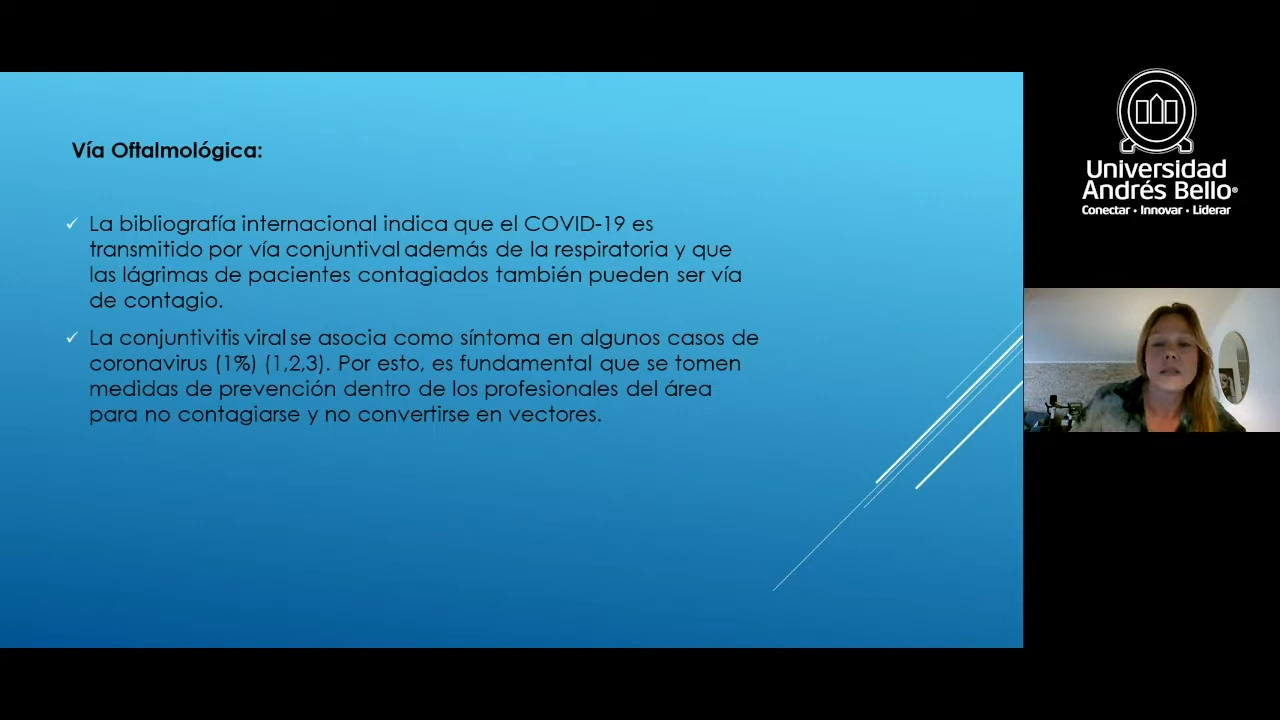 Vía Oftalmológica:
La bibliografía internacional indica que el COVID-19 es
transmitido por vía conjuntival además de la respiratoria y que
las lágrimas de pacientes contagiados también pueden ser vía
de contagio.
La conjuntivitis viral se asocia como síntoma en algunos casos de
coronavirus (1%) (1,2,3). Por esto, es fundamental que se tomen
medidas de prevención dentro de los profesionales del área
para no contagiarse y no convertirse en vectores.
Universidad
Andrés Bello®
Conectar • Innovar • Liderar